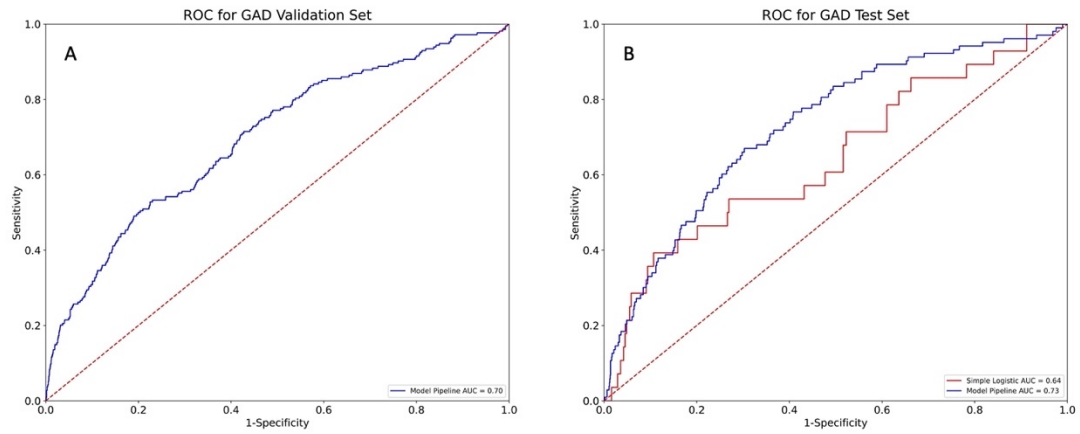 ROC for GAD Validation Set
A
1.0
0.8
0.6
0.4
0.2
0.0
Sensitivity
0.0 0.2 0.4 0.6 0.8 1.0
1-Specificity
Model Pipeline AUC = 0.70
ROC for GAD Test Set
B
1.0
0.8
0.6
0.4
0.2
0.0
Sensitivity
0.0 0.2 0.4 0.6 0.8 1.0
1-Specificity
Simple Logistic AUC = 0.64
Model Pipeline AUC = 0.73